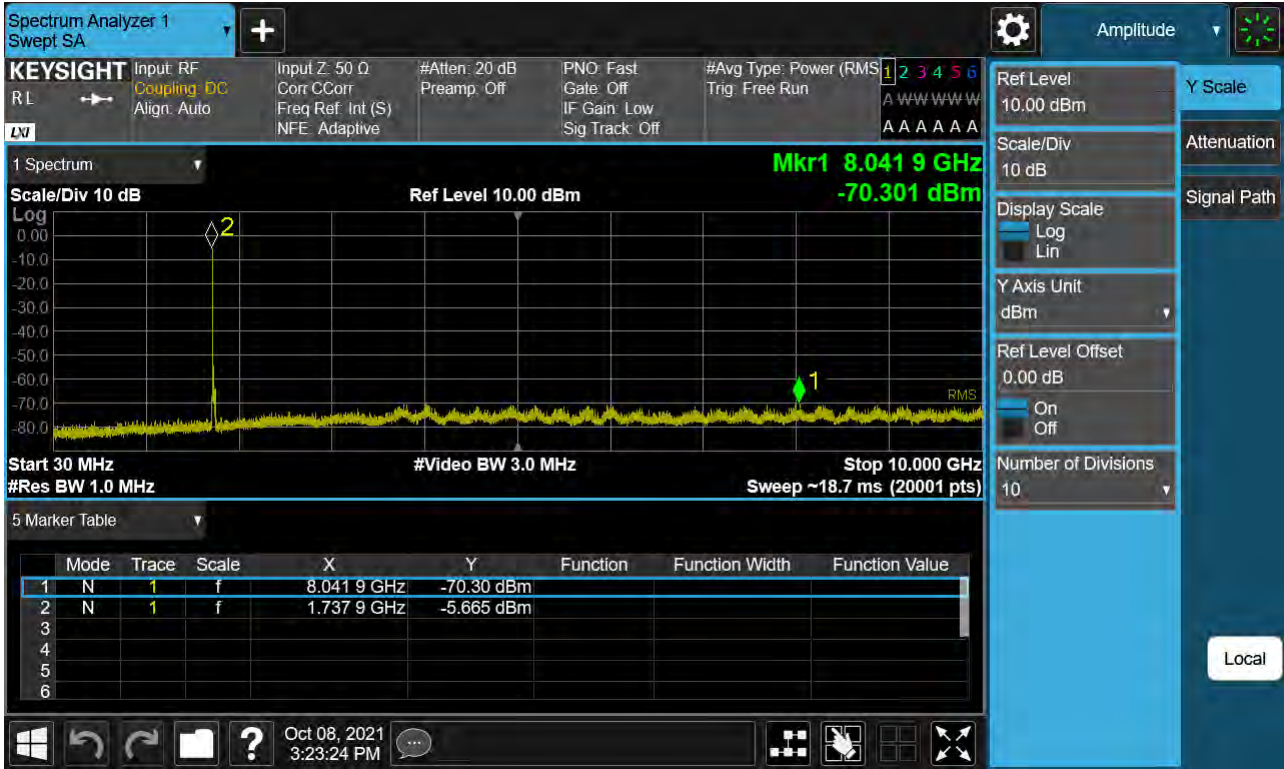 Spectrum Analyzer 1
Swept SA
Amplitude
KEYSIGHT
R L
LXI
Input: RF
Coupling: DC
Align: Auto
Input Z: 50 Ω
Corr CCorr
Freq Ref: Int (S)
NFE: Adaptive
#Atten: 20 dB
Preamp: Off
PNO: Fast
Gate: Off
IF Gain: Low
Sig Track: Off
#Avg Type: Power (RMS
Trig: Free Run
1 2 3 4 5 6
A W W W W W
A A A A A A
1 Spectrum
Mkr1 8.041 9 GHz
-70.301 dBm
Scale/Div 10 dB
Ref Level 10.00 dBm
Log
0.00
-10.0
-20.0
-30.0
-40.0
-50.0
-60.0
-70.0
-80.0
2
1
RMS
Start 30 MHz
#Video BW 3.0 MHz
Stop 10.000 GHz
#Res BW 1.0 MHz
Sweep ~18.7 ms (20001 pts)
5 Marker Table
Mode Trace Scale X Y Function Function Width Function Value
1 N 1 f 8.041 9 GHz -70.30 dBm
2 N 1 f 1.737 9 GHz -5.665 dBm
3
4
5
6
Ref Level
10.00 dBm
Scale/Div
10 dB
Display Scale
Log
Lin
Y Axis Unit
dBm
Ref Level Offset
0.00 dB
On
Off
Number of Divisions
10
Y Scale
Attenuation
Signal Path
Local
?
Oct 08, 2021
3:23:24 PM